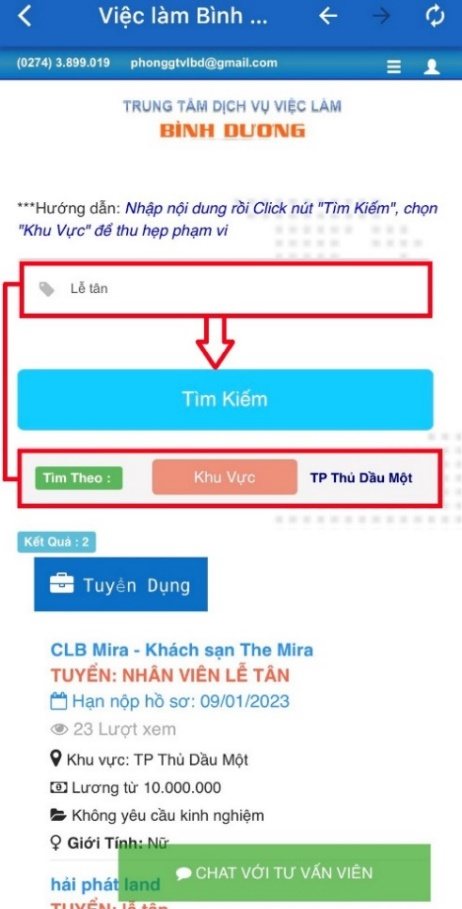 Việc làm Bình ...
(0274) 3.899.019 phonggtvlbd@gmail.com
TRUNG TÂM DỊCH VỤ VIỆC LÀM
BÌNH DƯƠNG
***Hướng dẫn: Nhập nội dung rồi Click nút "Tìm Kiếm", chọn
"Khu Vực" để thu hẹp phạm vi
Lễ tân
Tìm Kiếm
Tìm Theo : Khu Vực TP Thủ Dầu Một
Kết Quả : 2
Tuyển Dụng
CLB Mira - Khách sạn The Mira
TUYỂN: NHÂN VIÊN LỄ TÂN
Hạn nộp hồ sơ: 09/01/2023
23 Lượt xem
Khu vực: TP Thủ Dầu Một
Lương từ 10.000.000
Không yêu cầu kinh nghiệm
Giới Tính: Nữ
CHAT VỚI TƯ VẤN VIÊN
hải phát land
TUYỂN: lễ tân